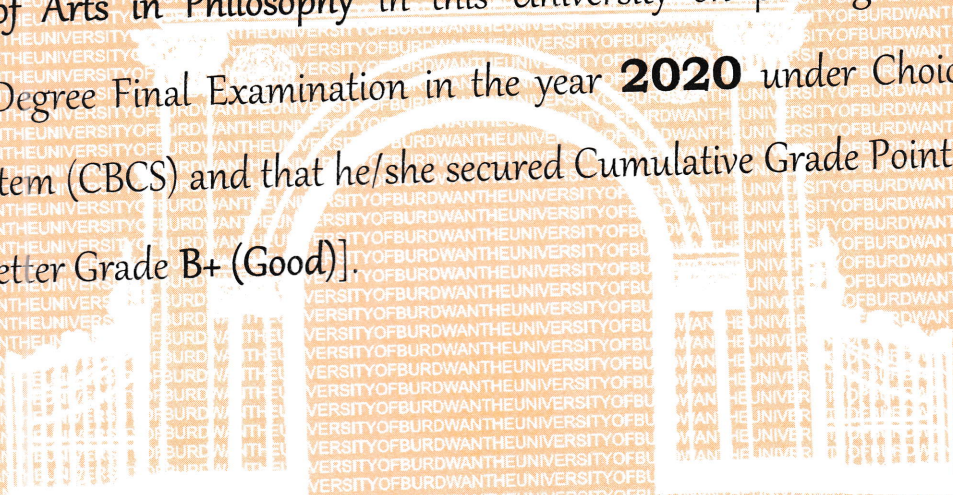 of Arts in Philosophy in this University on
Degree Final Examination in the year 2020 under Choic
tem (CBCS) and that he/she secured Cumulative Grade Point
etter Grade B+ (Good)].